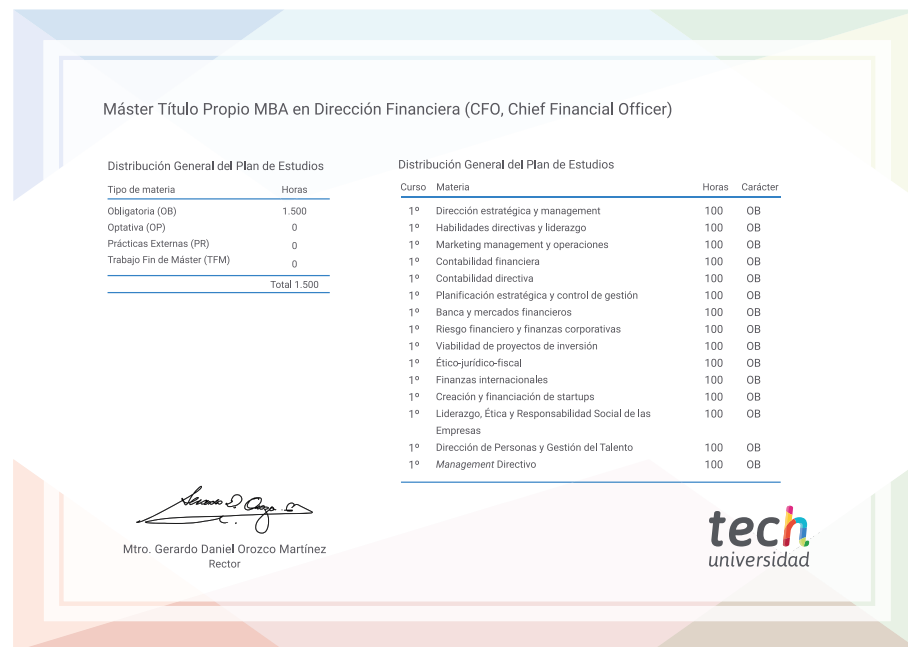 Máster Título Propio MBA en Dirección Financiera (CFO, Chief Financial Officer)
Distribución General del Plan de Estudios
Tipo de materia Horas
Obligatoria (OB) 1.500
Optativa (OP) 0
Prácticas Externas (PR) 0
Trabajo Fin de Máster (TFM) 0
Total 1.500
Distribución General del Plan de Estudios
Curso Materia Horas Carácter
1º Dirección estratégica y management 100 OB
1º Habilidades directivas y liderazgo 100 OB
1º Marketing management y operaciones 100 OB
1º Contabilidad financiera 100 OB
1º Contabilidad directiva 100 OB
1º Planificación estratégica y control de gestión 100 OB
1º Banca y mercados financieros 100 OB
1º Riesgo financiero y finanzas corporativas 100 OB
1º Viabilidad de proyectos de inversión 100 OB
1º Ético-jurídico-fiscal 100 OB
1º Finanzas internacionales 100 OB
1º Creación y financiación de startups 100 OB
1º Liderazgo, Ética y Responsabilidad Social de las 100 OB
Empresas
1º Dirección de Personas y Gestión del Talento 100 OB
1º Management Directivo 100 OB
Mtro. Gerardo Daniel Orozco Martínez
Rector
tech
universidad